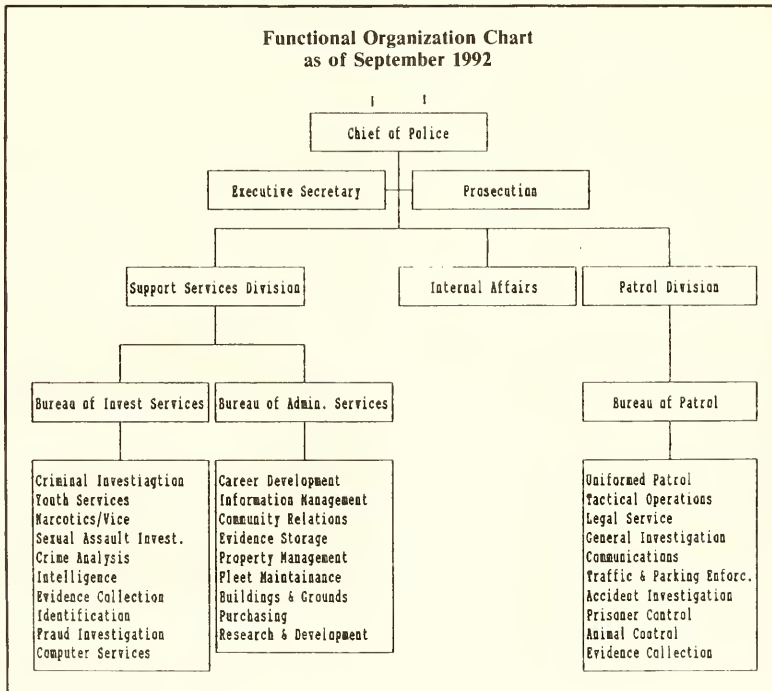 Functional Organization Chart
as of September 1992
Chief of Police
Executive Secretary
Prosecution
Support Services Division
Internal Affairs
Patrol Division
Bureau of Invest Services
Bureau of Admin. Services
Bureau of Patrol
Criminal Investiagtion
Youth Services
Narcotics/Vice
Sexual Assault Invest.
Crime Analysis
Intelligence
Evidence Collection
Identification
Fraud Investigation
Computer Services
Career Development
Information Management
Community Relations
Evidence Storage
Property Management
Fleet Maintainance
Buildings & Grounds
Purchasing
Research & Development
Uniformed Patrol
Tactical Operations
Legal Service
General Investigation
Communications
Traffic & Parking Enforc.
Accident Investigation
Prisoner Control
Animal Control
Evidence Collection